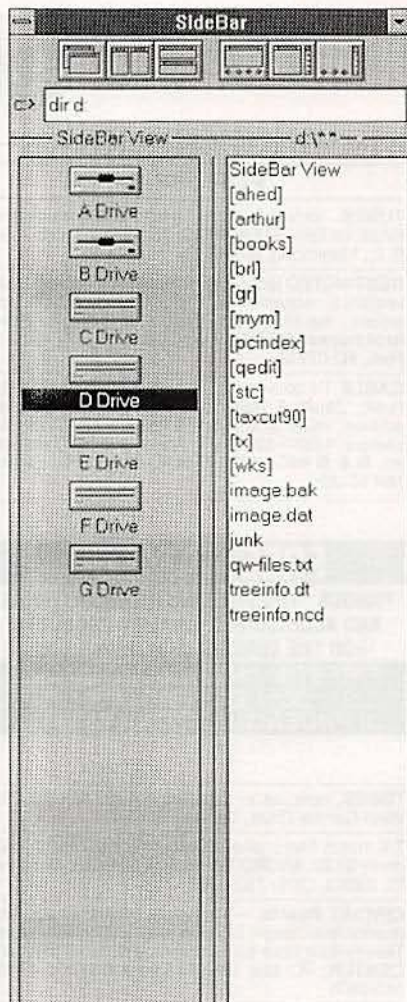 SideBar
c:> dir d:
SideBar View
d:\*.*
A Drive
B Drive
C Drive
D Drive
E Drive
F Drive
G Drive
SideBar View
[ahed]
[arthur]
[books]
[brl]
[gr]
[mym]
[pcindex]
[qedit]
[stc]
[taxcut90]
[tx]
[wks]
image.bak
image.dat
junk
qw-files.txt
treeinfo.dt
treeinfo.ncd